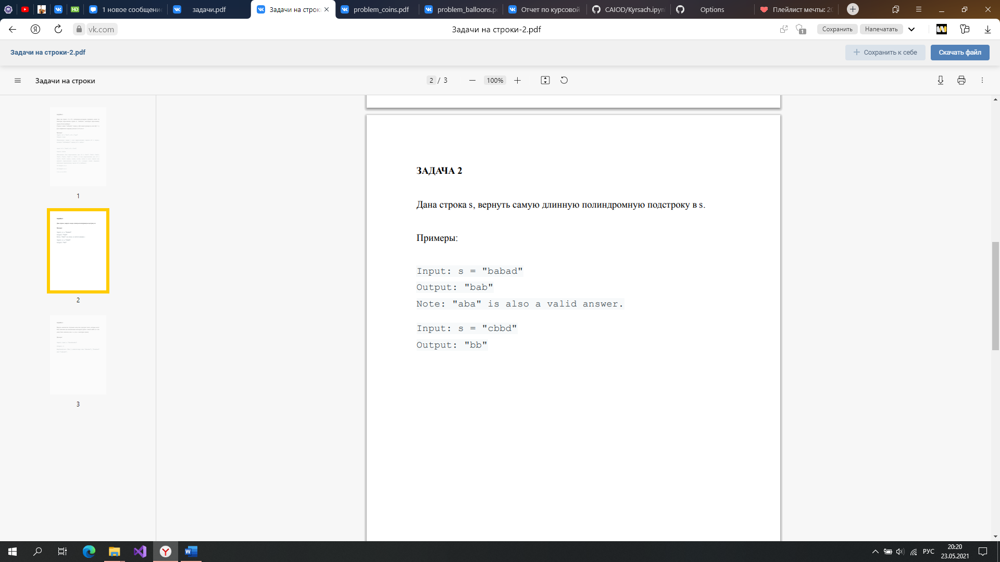 HD
1 новое сообщени
задачи.pdf
Задачи на строк
problem_coins.pdf
problem_balloons.p
Отчет по курсовой
CAIOD/Kyrsach.ipyn
Options
Плейлист мечты: 20
vk.com
Задачи на строки-2.pdf
1
Сохранить
Напечатать
Задачи на строки-2.pdf
Сохранить к себе
Скачать файл
Задачи на строки
2 / 3
100%
1
2
3
ЗАДАЧА 2
Дана строка s, вернуть самую длинную полиндромную подстроку в s.
Примеры:
Input: s = "babad"
Output: "bab"
Note: "aba" is also a valid answer.
Input: s = "cbbd"
Output: "bb"
РУС
20:20
23.05.2021